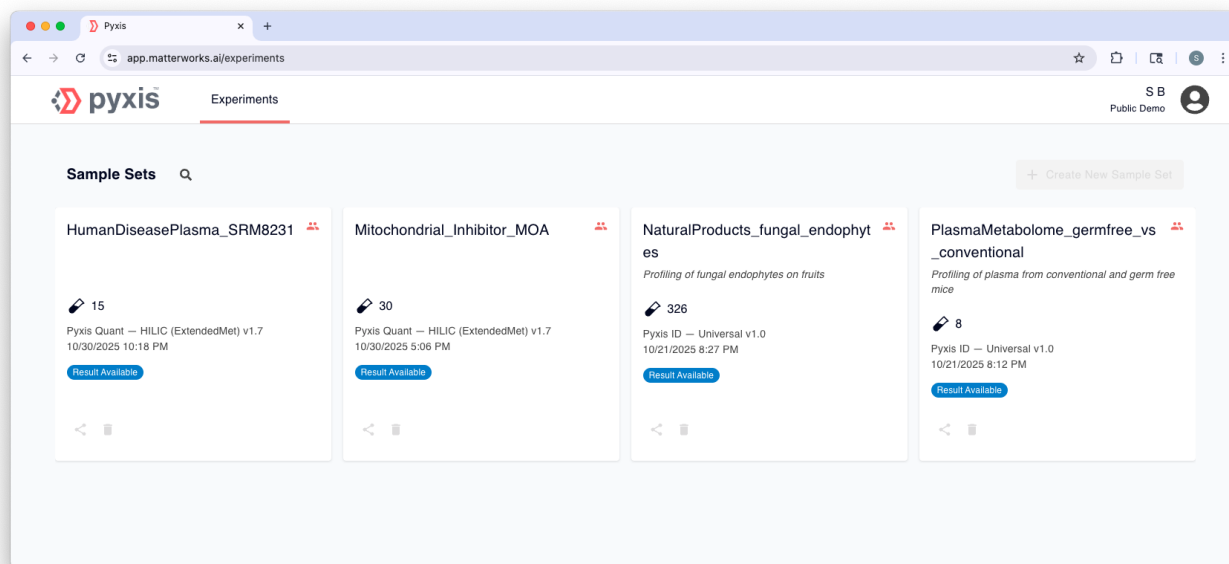 Pyxis
app.matterworks.ai/experiments
S
pyxis™
Experiments
S B
Public Demo
Sample Sets
+ Create New Sample Set
HumanDiseasePlasma_SRM8231
15
Pyxis Quant — HILIC (ExtendedMet) v1.7
10/30/2025 10:18 PM
Result Available
Mitochondrial_Inhibitor_MOA
30
Pyxis Quant — HILIC (ExtendedMet) v1.7
10/30/2025 5:06 PM
Result Available
NaturalProducts_fungal_endophyt
es
Profiling of fungal endophytes on fruits
326
Pyxis ID — Universal v1.0
10/21/2025 8:27 PM
Result Available
PlasmaMetabolome_germfree_vs
_conventional
Profiling of plasma from conventional and germ free
mice
8
Pyxis ID — Universal v1.0
10/21/2025 8:12 PM
Result Available